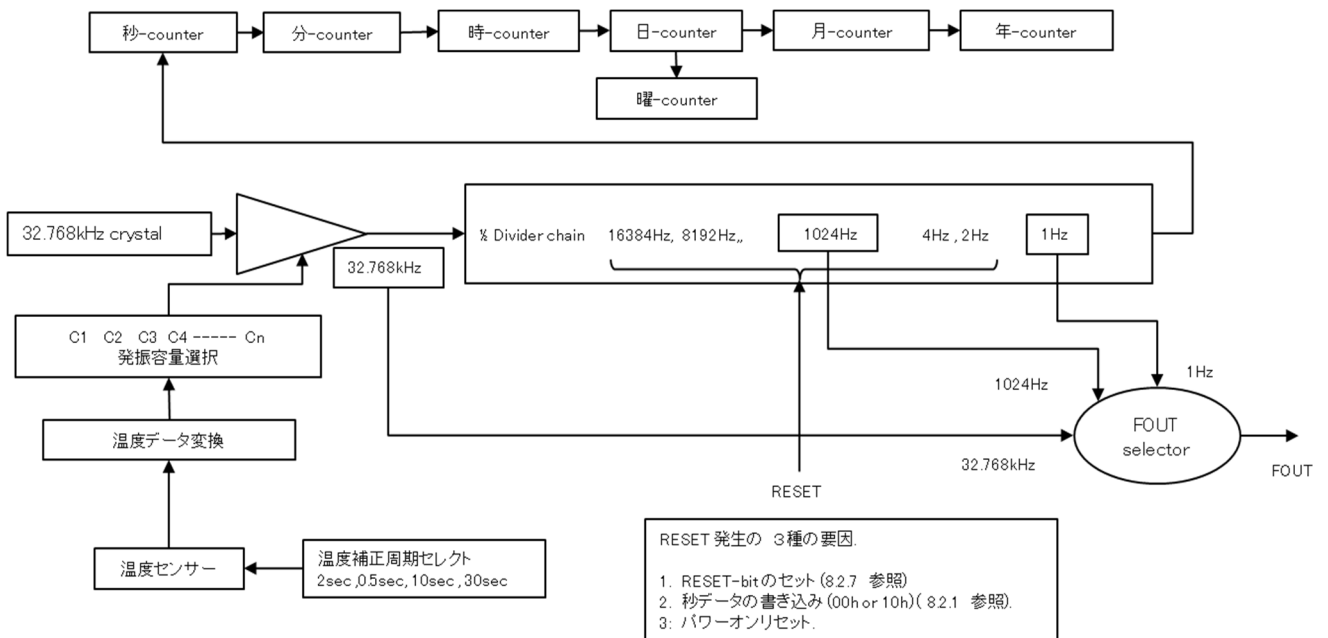 秒-counter
分-counter
時-counter
日-counter
月-counter
年-counter
曜-counter
32.768kHz crystal
32.768kHz
½ Divider chain
16384Hz, 8192Hz,,
1024Hz
4Hz , 2Hz
1Hz
C1 C2 C3 C4 ----- Cn
発振容量選択
温度データ変換
温度センサー
温度補正周期セレクト
2sec ,0.5sec, 10sec , 30sec
RESET
1024Hz
1Hz
32.768kHz
FOUT
selector
FOUT
RESET 発生の 3種の要因.
1. RESET-bitのセット (8.2.7 参照)
2. 秒データの書き込み (00h or 10h)( 8.2.1 参照).
3: パワーオンリセット.